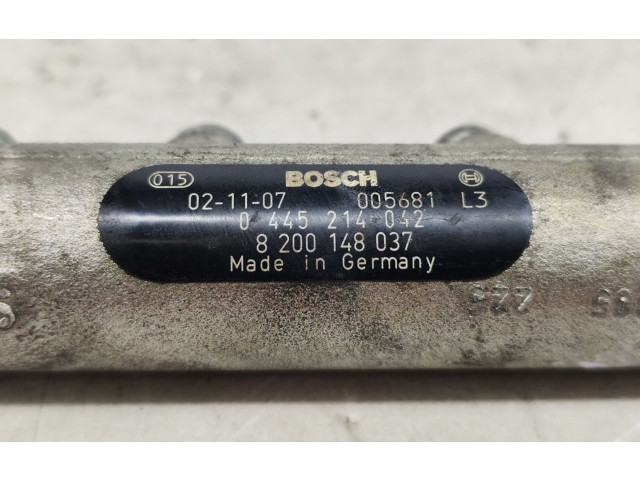 015 BOSCH
02-11-07 005681 L3
0 445 214 042
8 200 148 037
Made in Germany